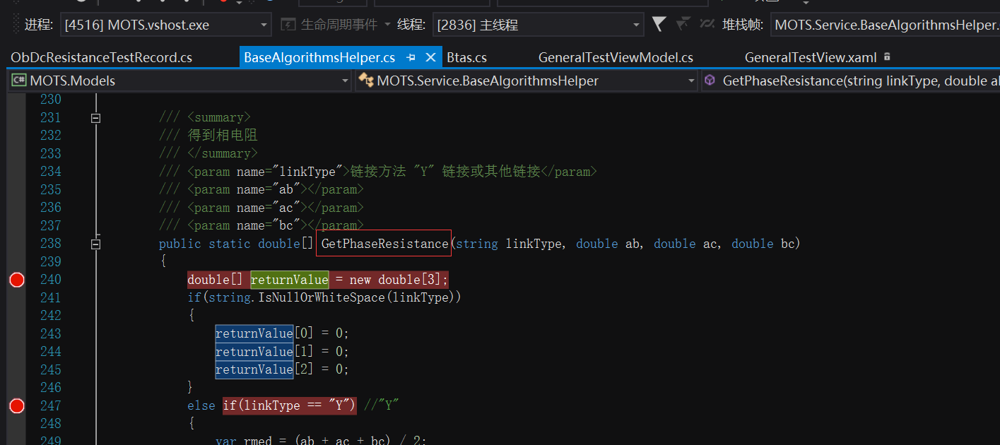 进程: [4516] MOTS.vshost.exe 生命周期事件 线程: [2836] 主线程 堆栈帧: MOTS.Service.BaseAlgorithmsHelper.
ObDcResistanceTestRecord.cs BaseAlgorithmsHelper.cs Btas.cs GeneralTestViewModel.cs GeneralTestView.xaml
C# MOTS.Models MOTS.Service.BaseAlgorithmsHelper GetPhaseResistance(string linkType, double a
230
231 /// <summary>
232 /// 得到相电阻
233 /// </summary>
234 /// <param name="linkType">链接方法 "Y" 链接或其他链接</param>
235 /// <param name="ab"></param>
236 /// <param name="ac"></param>
237 /// <param name="bc"></param>
238 public static double[] GetPhaseResistance(string linkType, double ab, double ac, double bc)
239 {
240 double[] returnValue = new double[3];
241 if(string.IsNullOrWhiteSpace(linkType))
242 {
243 returnValue[0] = 0;
244 returnValue[1] = 0;
245 returnValue[2] = 0;
246 }
247 else if(linkType == "Y") //"Y"
248 {
249 var rmed = (ab + ac + bc) / 2;